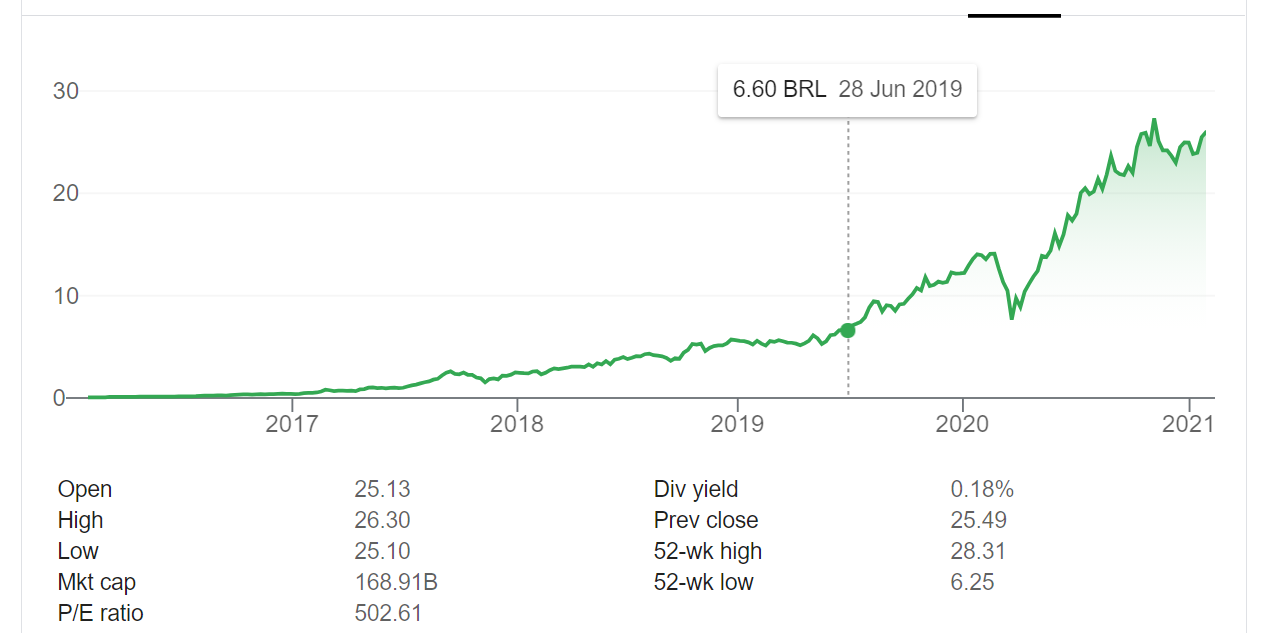 6.60 BRL 28 Jun 2019
30
20
10
0
2017 2018 2019 2020 2021
Open 25.13 Div yield 0.18%
High 26.30 Prev close 25.49
Low 25.10 52-wk high 28.31
Mkt cap 168.91B 52-wk low 6.25
P/E ratio 502.61